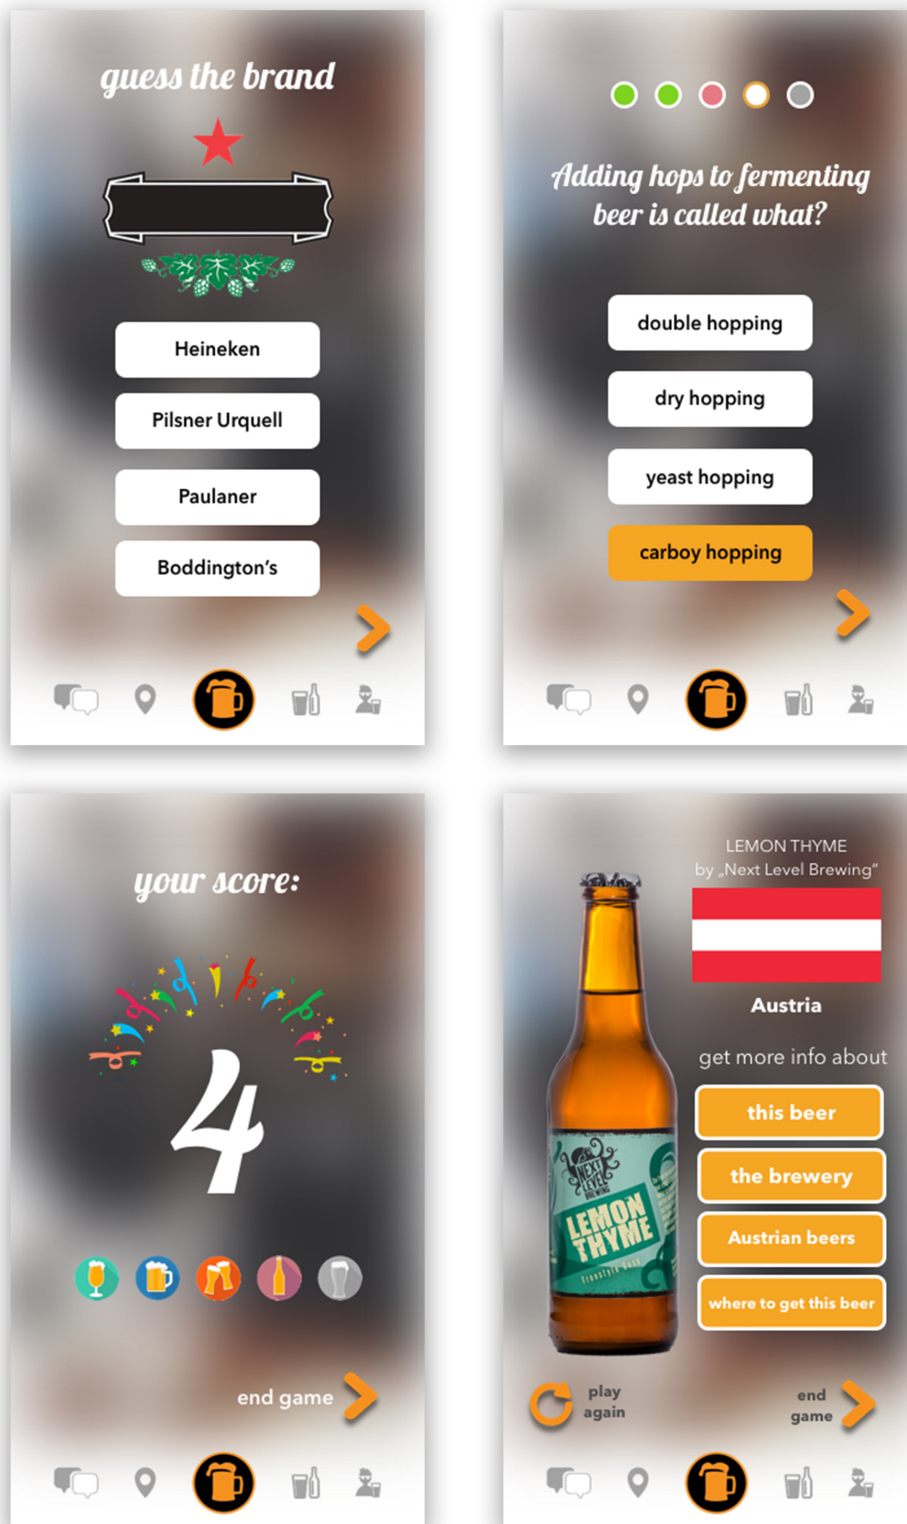 guess the brand
Heineken
Pilsner Urquell
Paulaner
Boddington's
Adding hops to fermenting
beer is called what?
double hopping
dry hopping
yeast hopping
carboy hopping
your score:
4
end game
LEMON THYME
by „Next Level Brewing“
Austria
get more info about
this beer
the brewery
Austrian beers
where to get this beer
NEXT
LEVEL
BREWING
LEMON
THYME
play
again
end
game